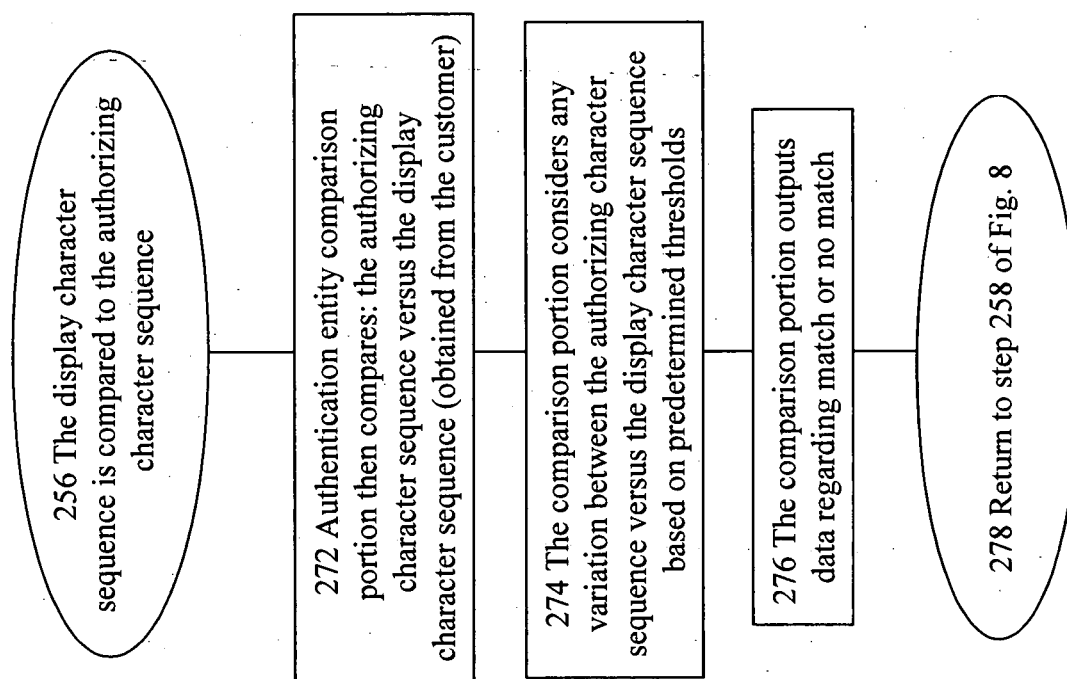 256 The display character
sequence is compared to the authorizing
character sequence
272 Authentication entity comparison
portion then compares: the authorizing
character sequence versus the display
character sequence (obtained from the customer)
274 The comparison portion considers any
variation between the authorizing character
sequence versus the display character sequence
based on predetermined thresholds
276 The comparison portion outputs
data regarding match or no match
278 Return to step 258 of Fig. 8